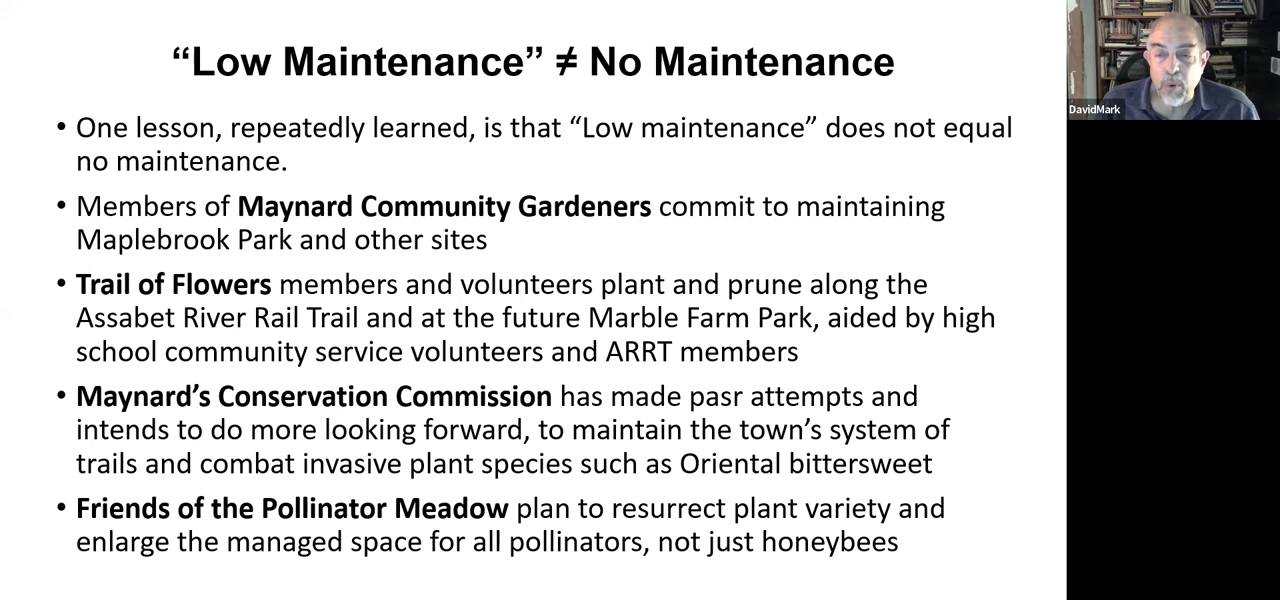 “Low Maintenance” ≠ No Maintenance
• One lesson, repeatedly learned, is that “Low maintenance” does not equal
no maintenance.
• Members of Maynard Community Gardeners commit to maintaining
Maplebrook Park and other sites
• Trail of Flowers members and volunteers plant and prune along the
Assabet River Rail Trail and at the future Marble Farm Park, aided by high
school community service volunteers and ARRT members
• Maynard’s Conservation Commission has made pasr attempts and
intends to do more looking forward, to maintain the town’s system of
trails and combat invasive plant species such as Oriental bittersweet
• Friends of the Pollinator Meadow plan to resurrect plant variety and
enlarge the managed space for all pollinators, not just honeybees
DavidMark